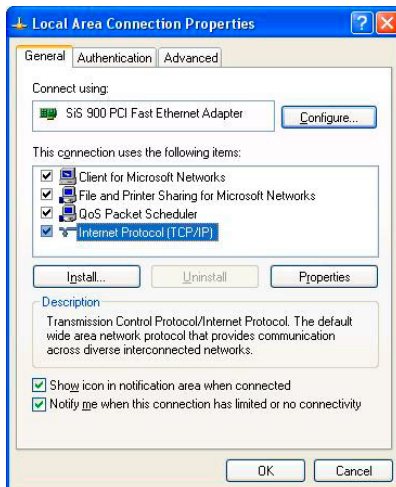 Local Area Connection Properties
General Authentication Advanced
Connect using:
SiS 900 PCI Fast Ethernet Adapter
Configure...
This connection uses the following items:
Client for Microsoft Networks
File and Printer Sharing for Microsoft Networks
QoS Packet Scheduler
Internet Protocol (TCP/IP)
Install... Uninstall Properties
Description
Transmission Control Protocol/Internet Protocol. The default
wide area network protocol that provides communication
across diverse interconnected networks.
Show icon in notification area when connected
Notify me when this connection has limited or no connectivity
OK Cancel